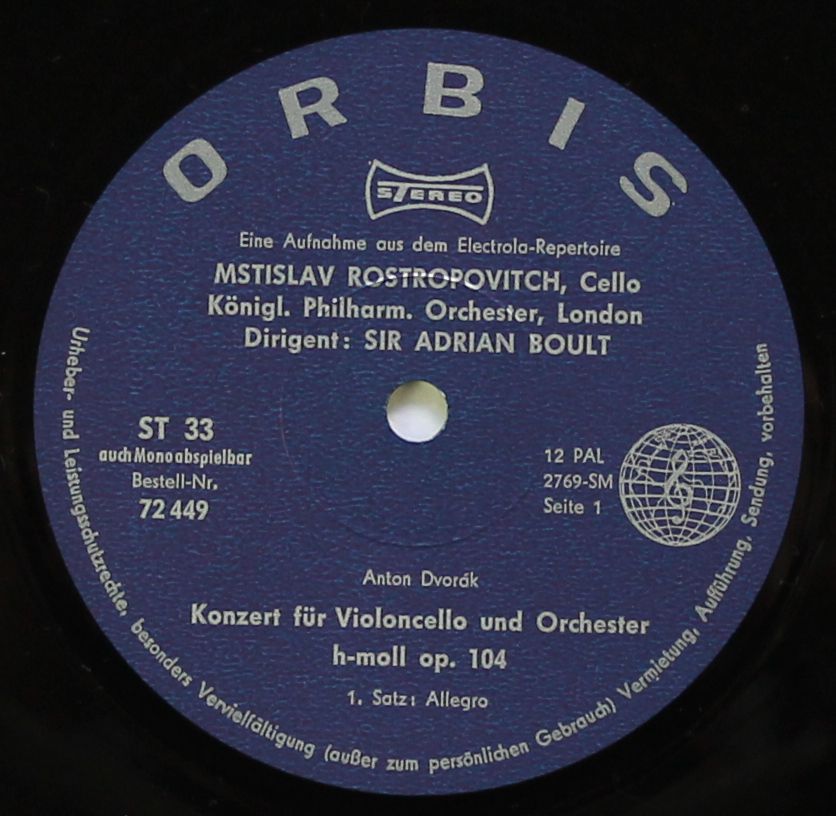 ORBIS
STEREO
Eine Aufnahme aus dem Electrola-Repertoire
MSTISLAV ROSTROPOVITCH, Cello
Königl. Philharm. Orchester, London
Dirigent: SIR ADRIAN BOULT
ST 33
auch Mono abspielbar
Bestell-Nr.
72 449
12 PAL
2769-SM
Seite 1
Anton Dvorák
Konzert für Violoncello und Orchester
h-moll op. 104
1. Satz: Allegro
Urheber- und Leistungsschutzrechte, besonders Vervielfältigung (außer zum persönlichen Gebrauch) Vermietung, Aufführung, Sendung, vorbehalten